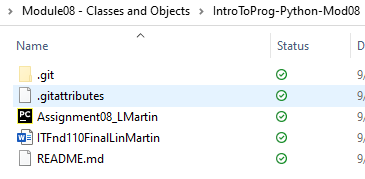 Module08 - Classes and Objects > IntroToProg-Python-Mod08
Name Status D
.git 9/
.gitattributes 9/
Assignment08_LMartin 9/
ITFnd110FinalLinMartin 9/
README.md 9/